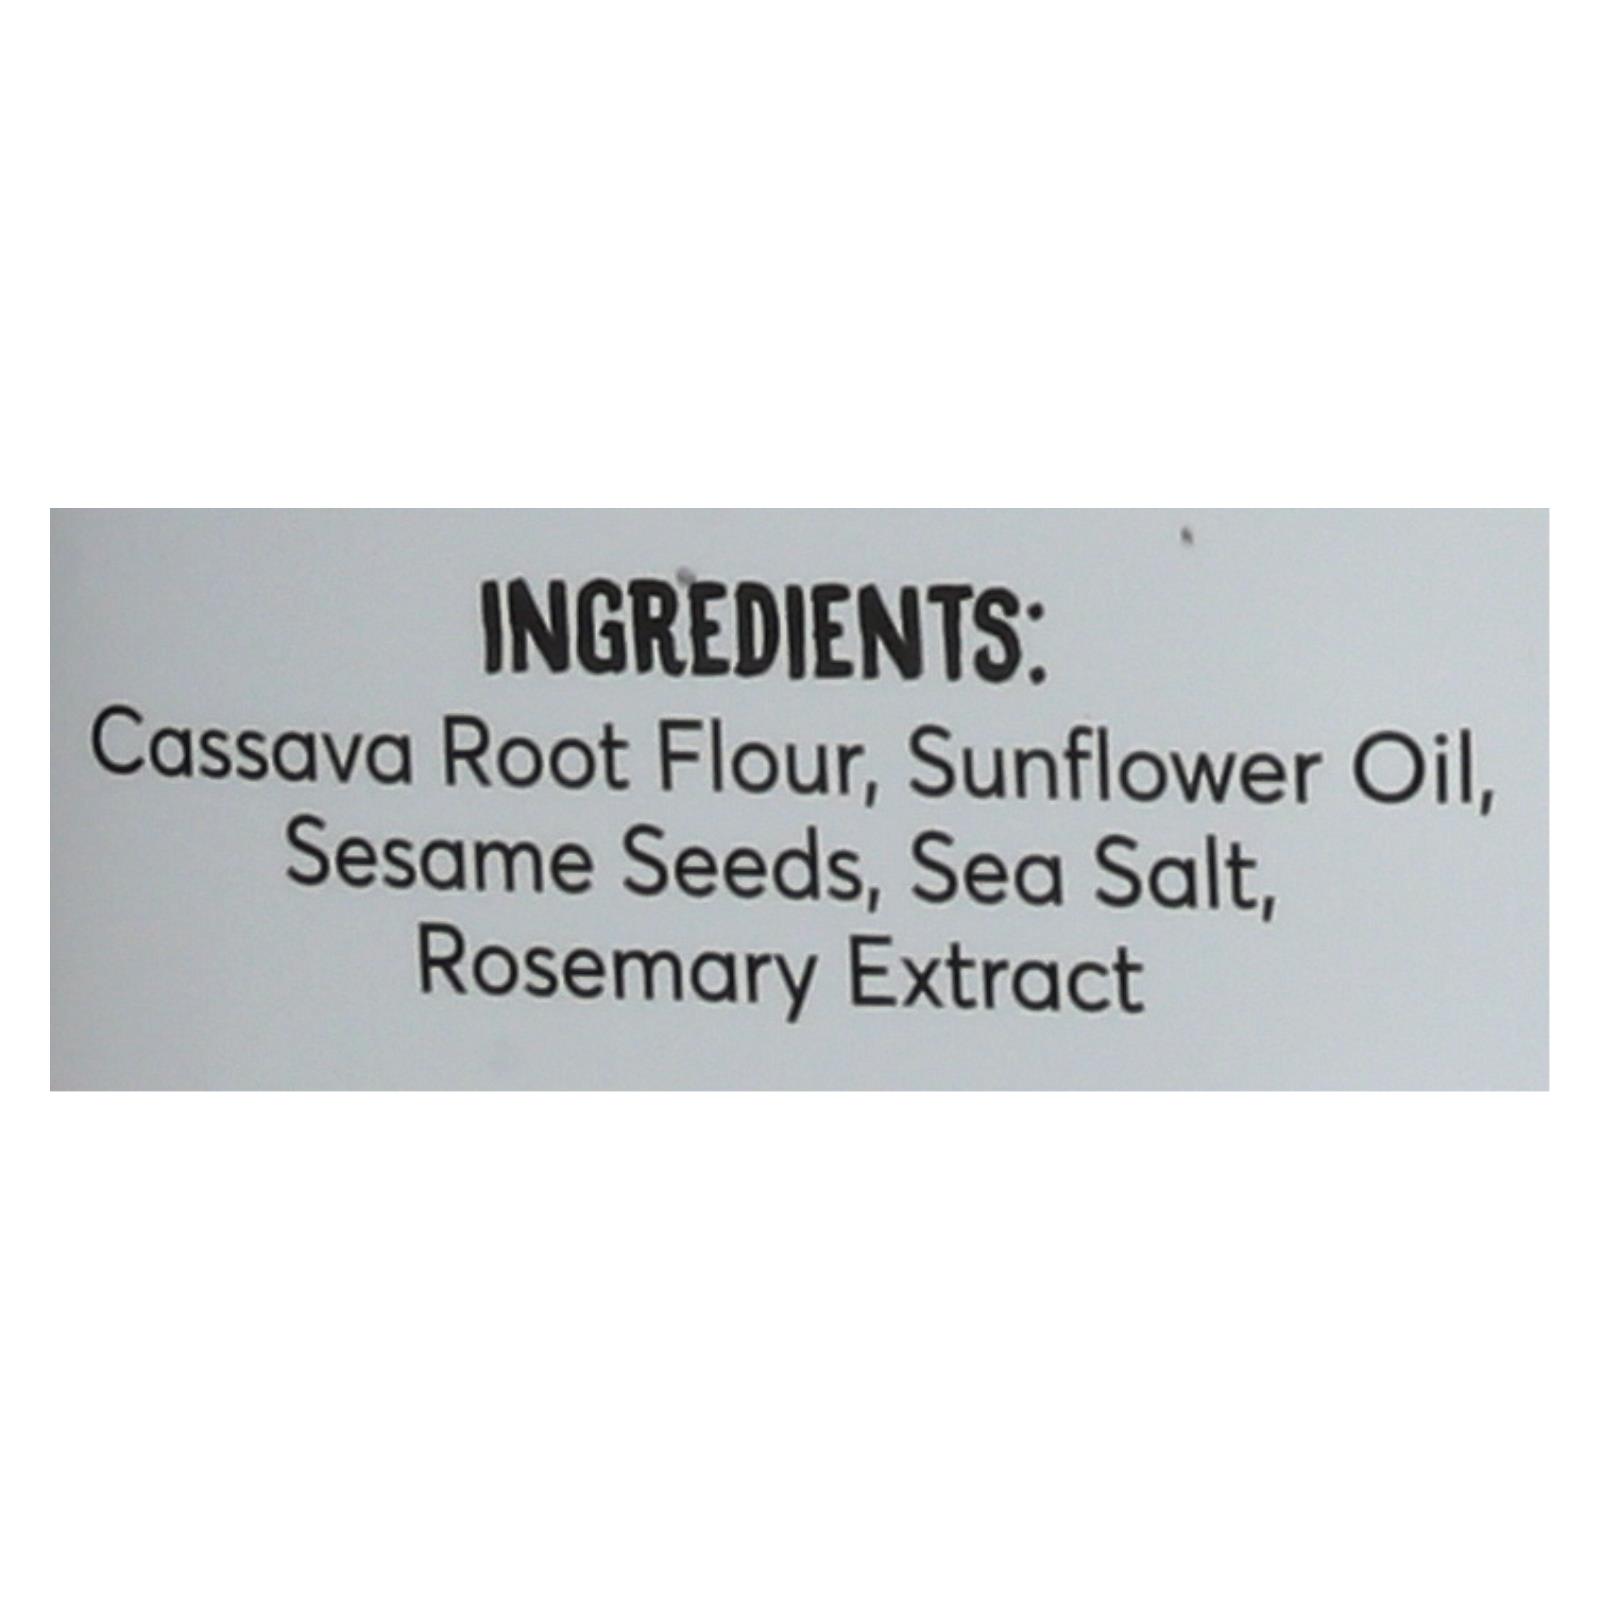 INGREDIENTS:
Cassava Root Flour, Sunflower Oil,
Sesame Seeds, Sea Salt,
Rosemary Extract